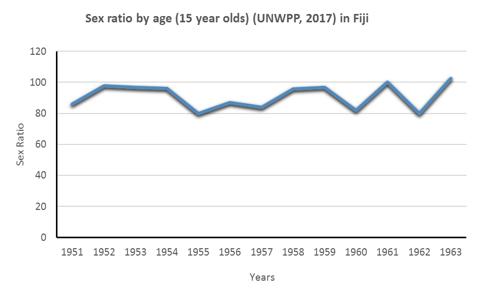 Sex ratio by age (15 year olds) (UNWPP, 2017) in Fiji
120
100
80
60
40
20
0
Sex Ratio
1951 1952 1953 1954 1955 1956 1957 1958 1959 1960 1961 1962 1963
Years